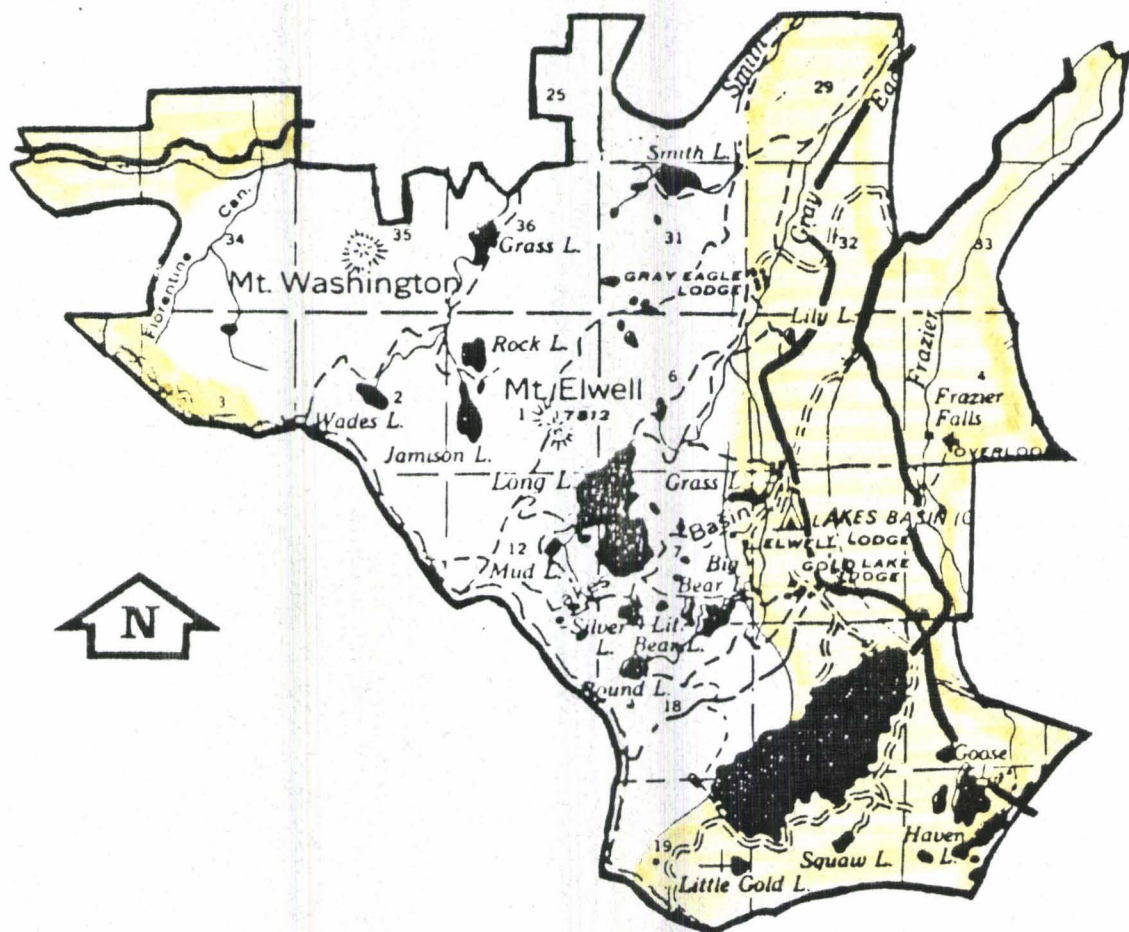 Smith
29
25
Smith L.
Gray
Can.
34
35
36
Grass L.
31
32
33
Florentine
Mt. Washington
GRAY EAGLE
LODGE
Lily L.
Frazier
Rock L.
Mt. Elwell
6
4
Frazier
Falls
3
2
1
7812
Wades L.
Jamison L.
Long L.
Grass L.
Basin
LAKES BASIN
ELWELL LODGE
12
Mud L.
7
Big
Bear L.
GOLD LAKE
LODGE
Lakes
N
Silver
L.
Lit.
Bear L.
Round L.
18
Goose
L.
Haven
L.
19
Squaw L.
Little Gold L.